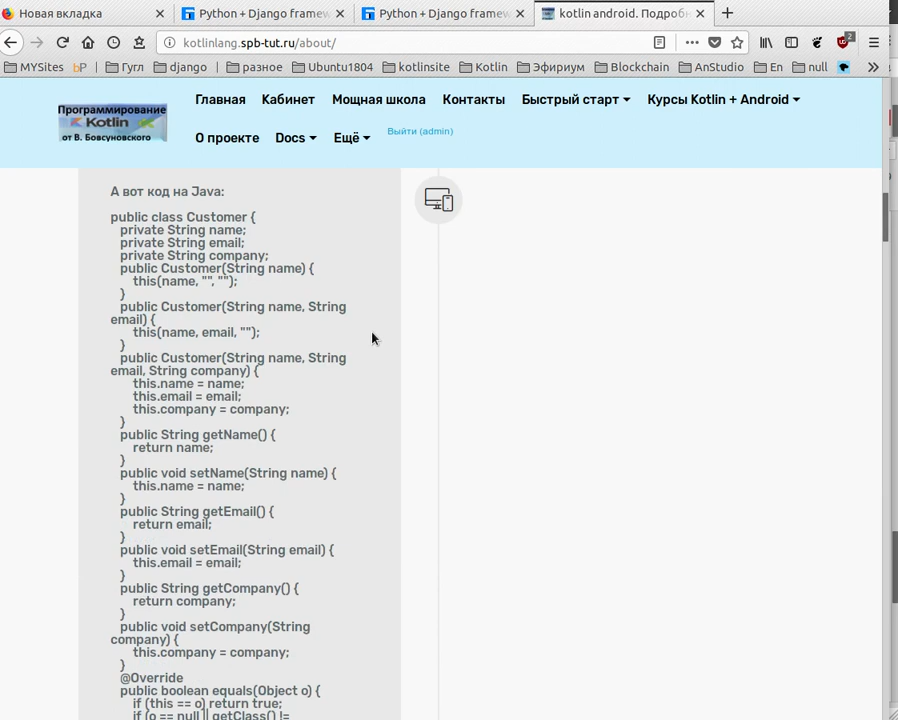 Новая вкладка
Python + Django framew
Python + Django framew
kotlin android. Подробн
kotlinlang.spb-tut.ru/about/
2
MYSites
bP
Гугл
django
разное
Ubuntu1804
kotlinsite
Kotlin
Эфириум
Blockchain
AnStudio
En
null
Программирование
Kotlin
от В. Бовсуновского
Главная
Кабинет
Мощная школа
Контакты
Быстрый старт
Курсы Kotlin + Android
О проекте
Docs
Ещё
Выйти (admin)
А вот код на Java:
public class Customer {
private String name;
private String email;
private String company;
public Customer(String name) {
this(name, "", "");
}
public Customer(String name, String
email) {
this(name, email, "");
}
public Customer(String name, String
email, String company) {
this.name = name;
this.email = email;
this.company = company;
}
public String getName() {
return name;
}
public void setName(String name) {
this.name = name;
}
public String getEmail() {
return email;
}
public void setEmail(String email) {
this.email = email;
}
public String getCompany() {
return company;
}
public void setCompany(String
company) {
this.company = company;
}
@Override
public boolean equals(Object o) {
if (this == o) return true;
if (o == null || getClass() !=